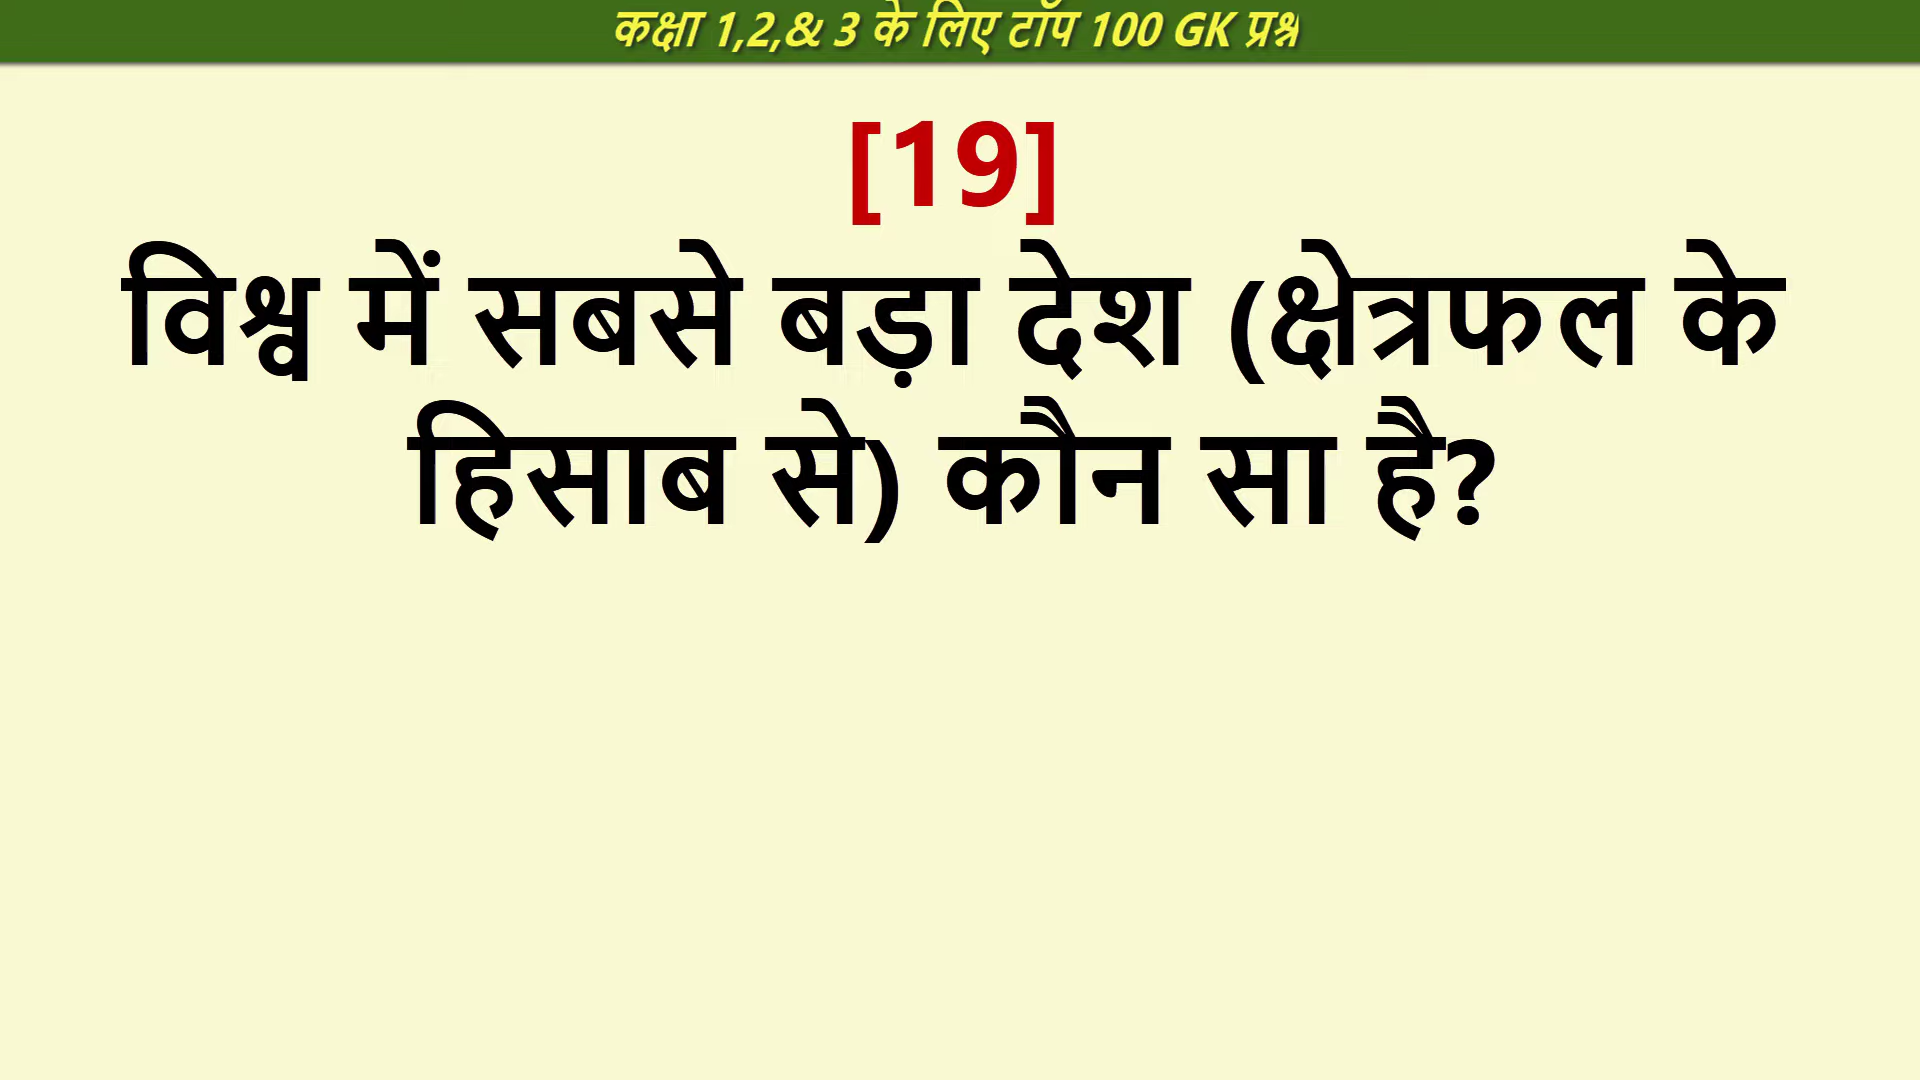 कक्षा 1,2,& 3 के लिए टॉप 100 GK प्रश्न
[19]
विश्व में सबसे बड़ा देश (क्षेत्रफल के
हिसाब से) कौन सा है?